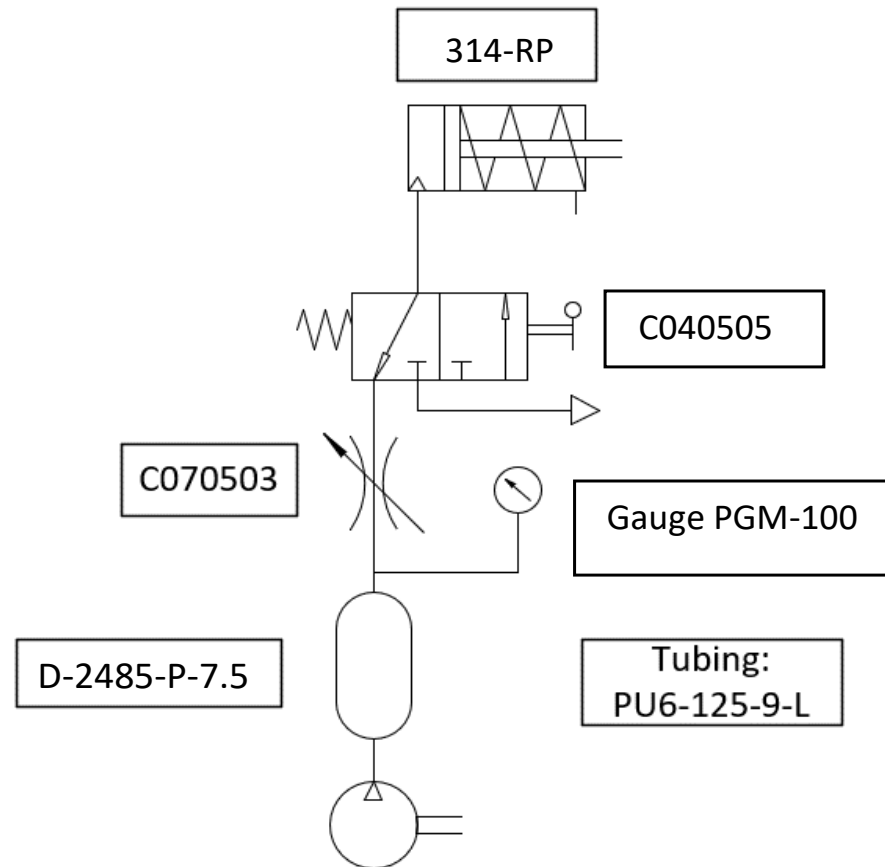 314-RP
C040505
C070503
Gauge PGM-100
D-2485-P-7.5
Tubing:
PU6-125-9-L